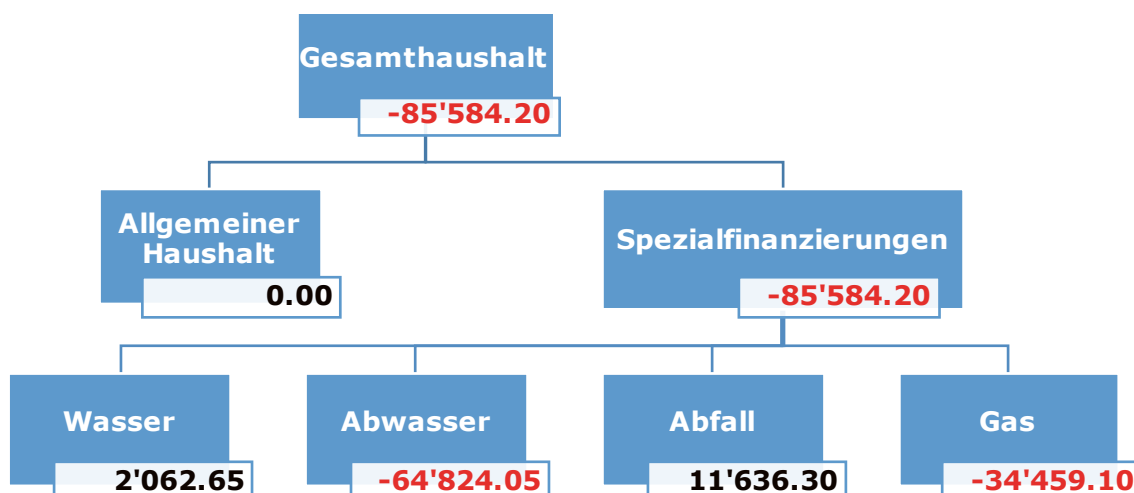 Gesamthaushalt
-85'584.20
Allgemeiner
Haushalt
0.00
Spezialfinanzierungen
-85'584.20
Wasser
2'062.65
Abwasser
-64'824.05
Abfall
11'636.30
Gas
-34'459.10